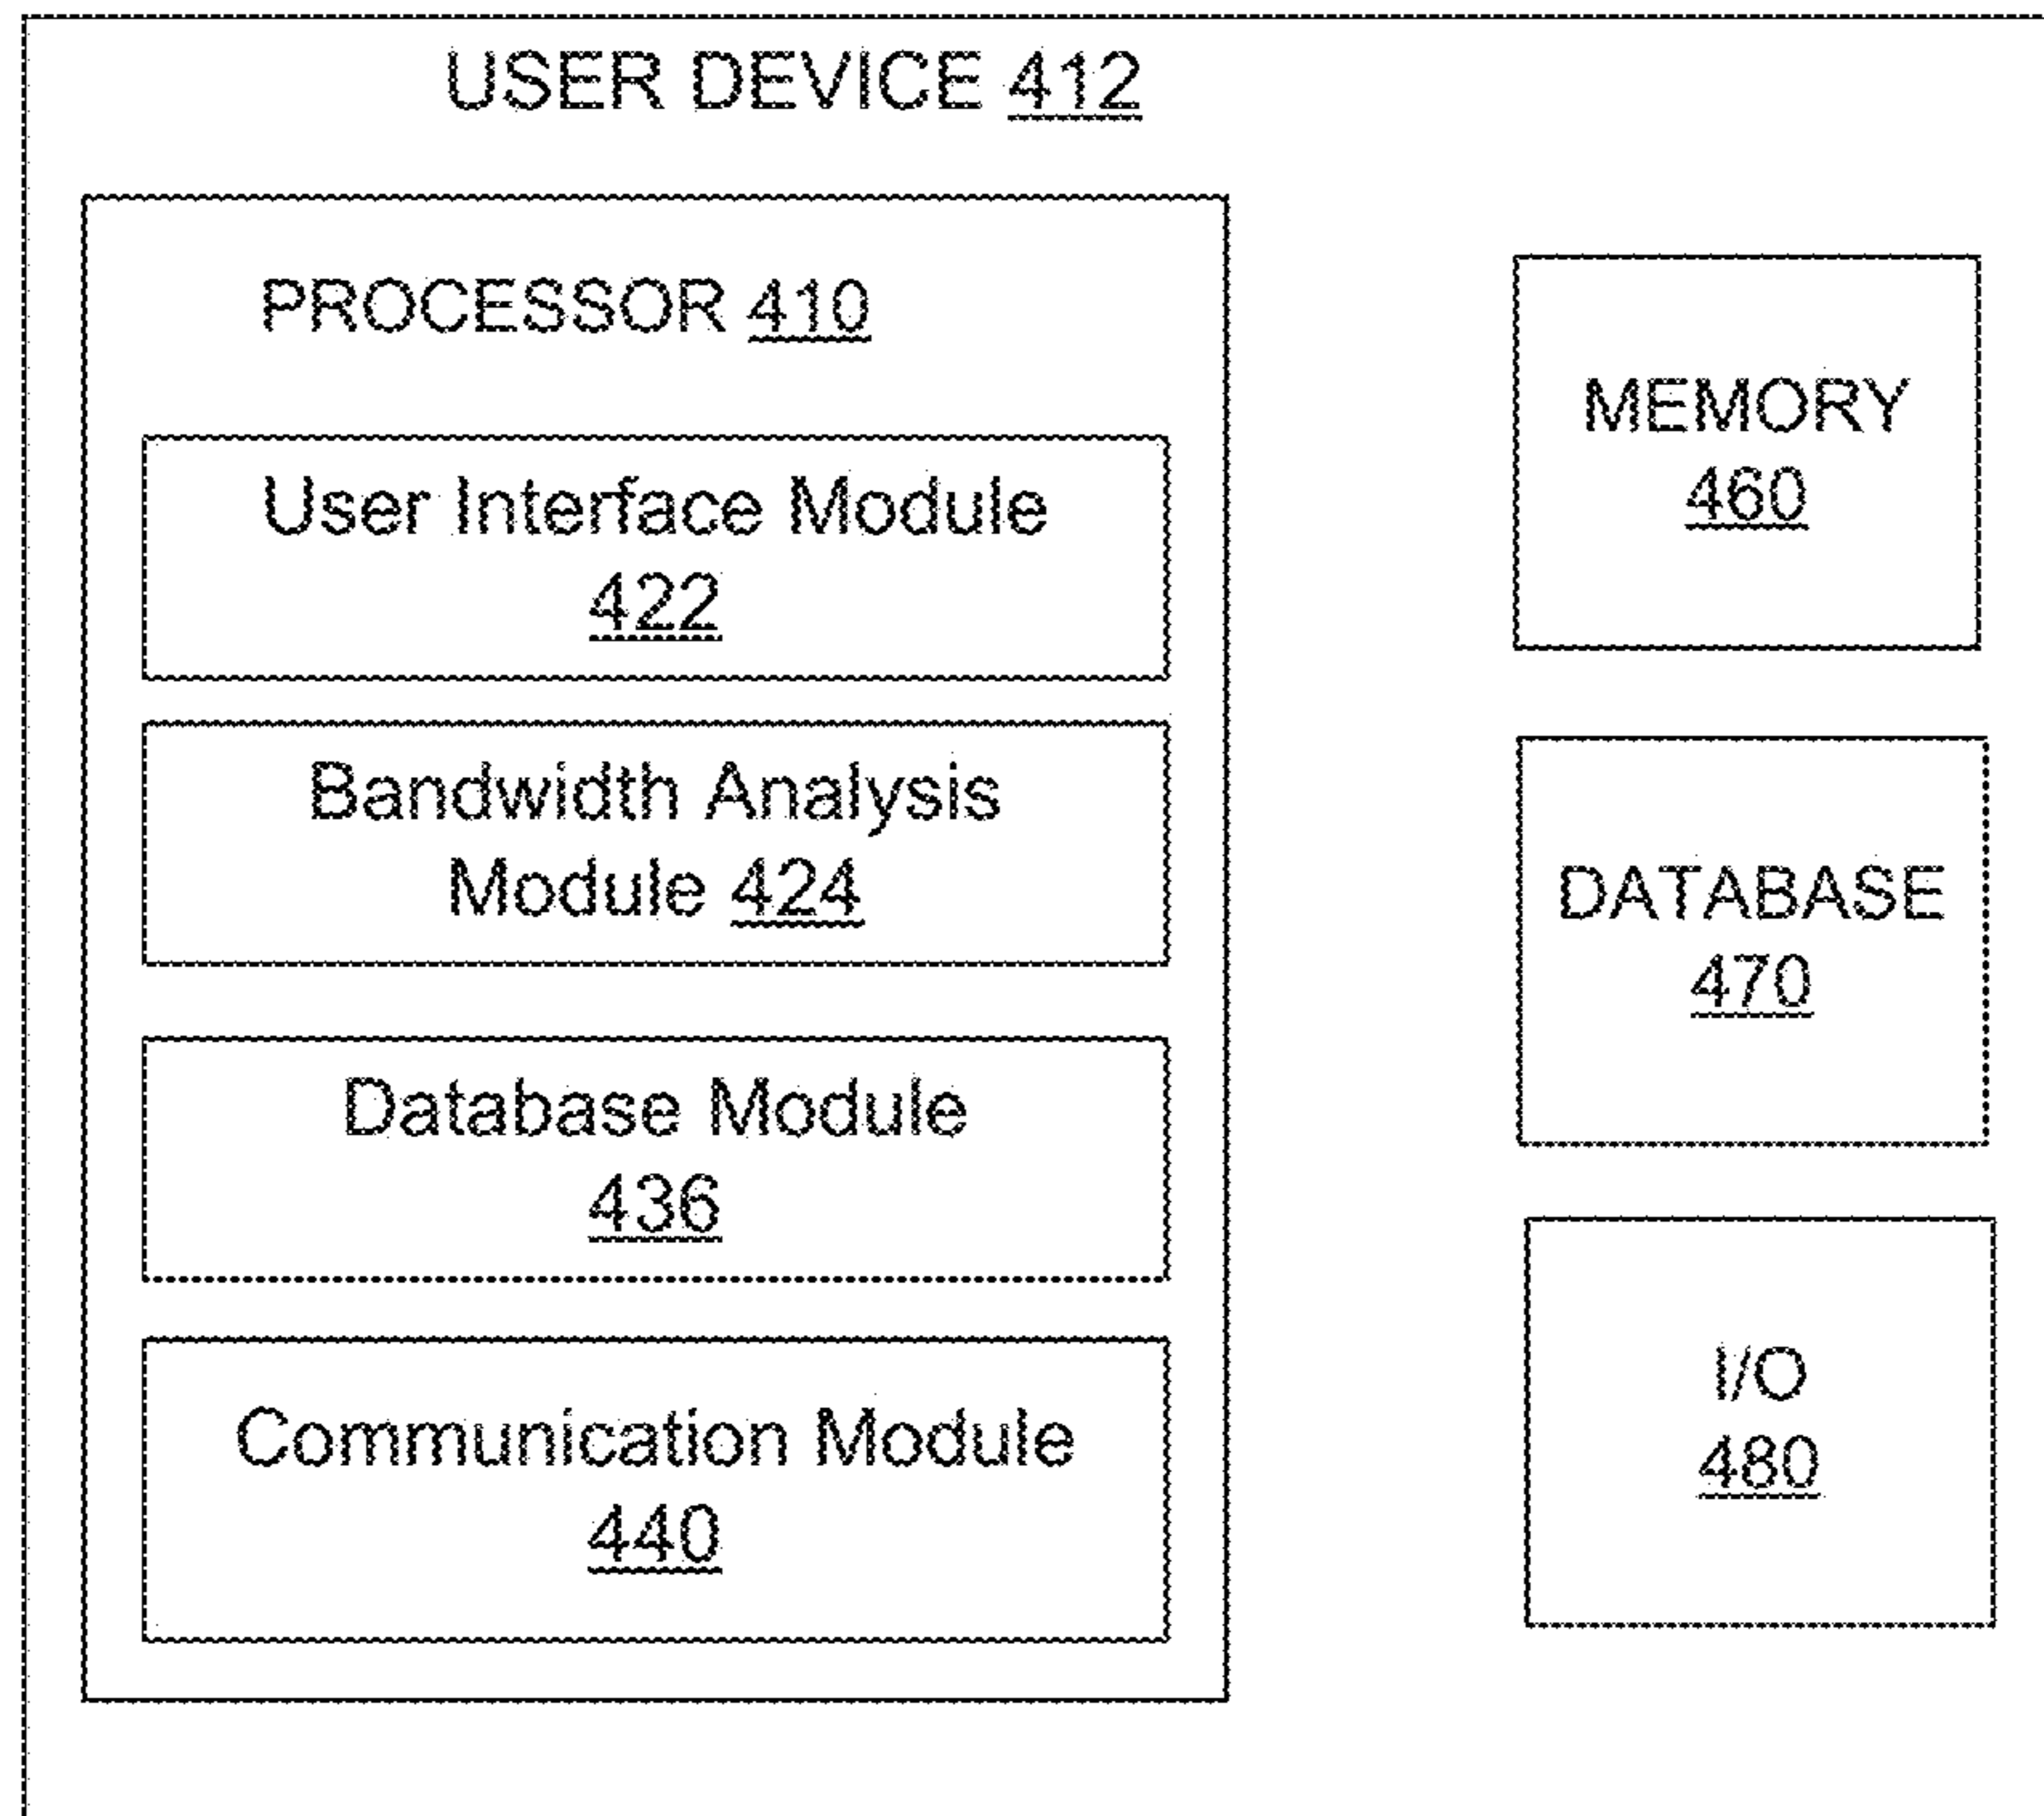 USER DEVICE 412
PROCESSOR 410
User Interface Module
422
Bandwidth Analysis
Module 424
Database Module
436
Communication Module
440
MEMORY
460
DATABASE
470
I/O
480